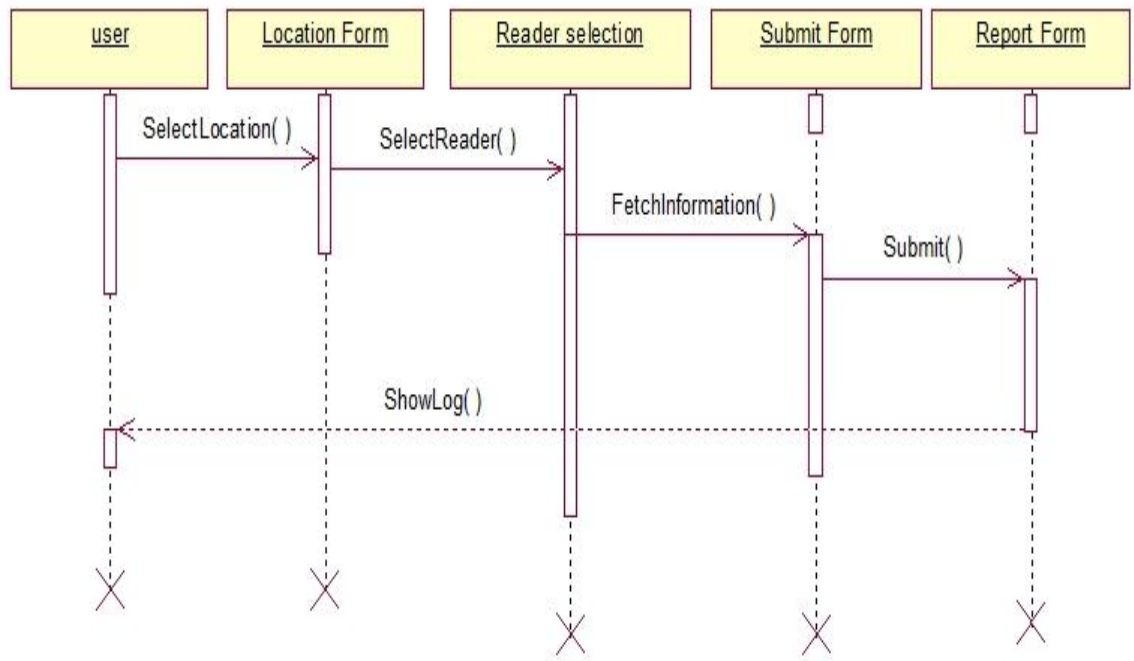 user
Location Form
Reader selection
Submit Form
Report Form
SelectLocation( )
SelectReader( )
FetchInformation( )
Submit( )
ShowLog( )